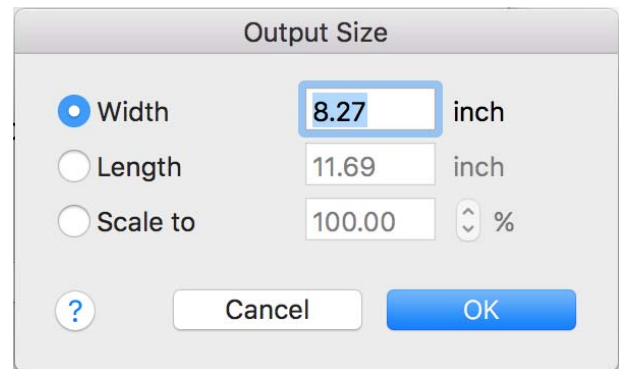 Output Size
Width 8.27 inch
Length 11.69 inch
Scale to 100.00 %
? Cancel OK